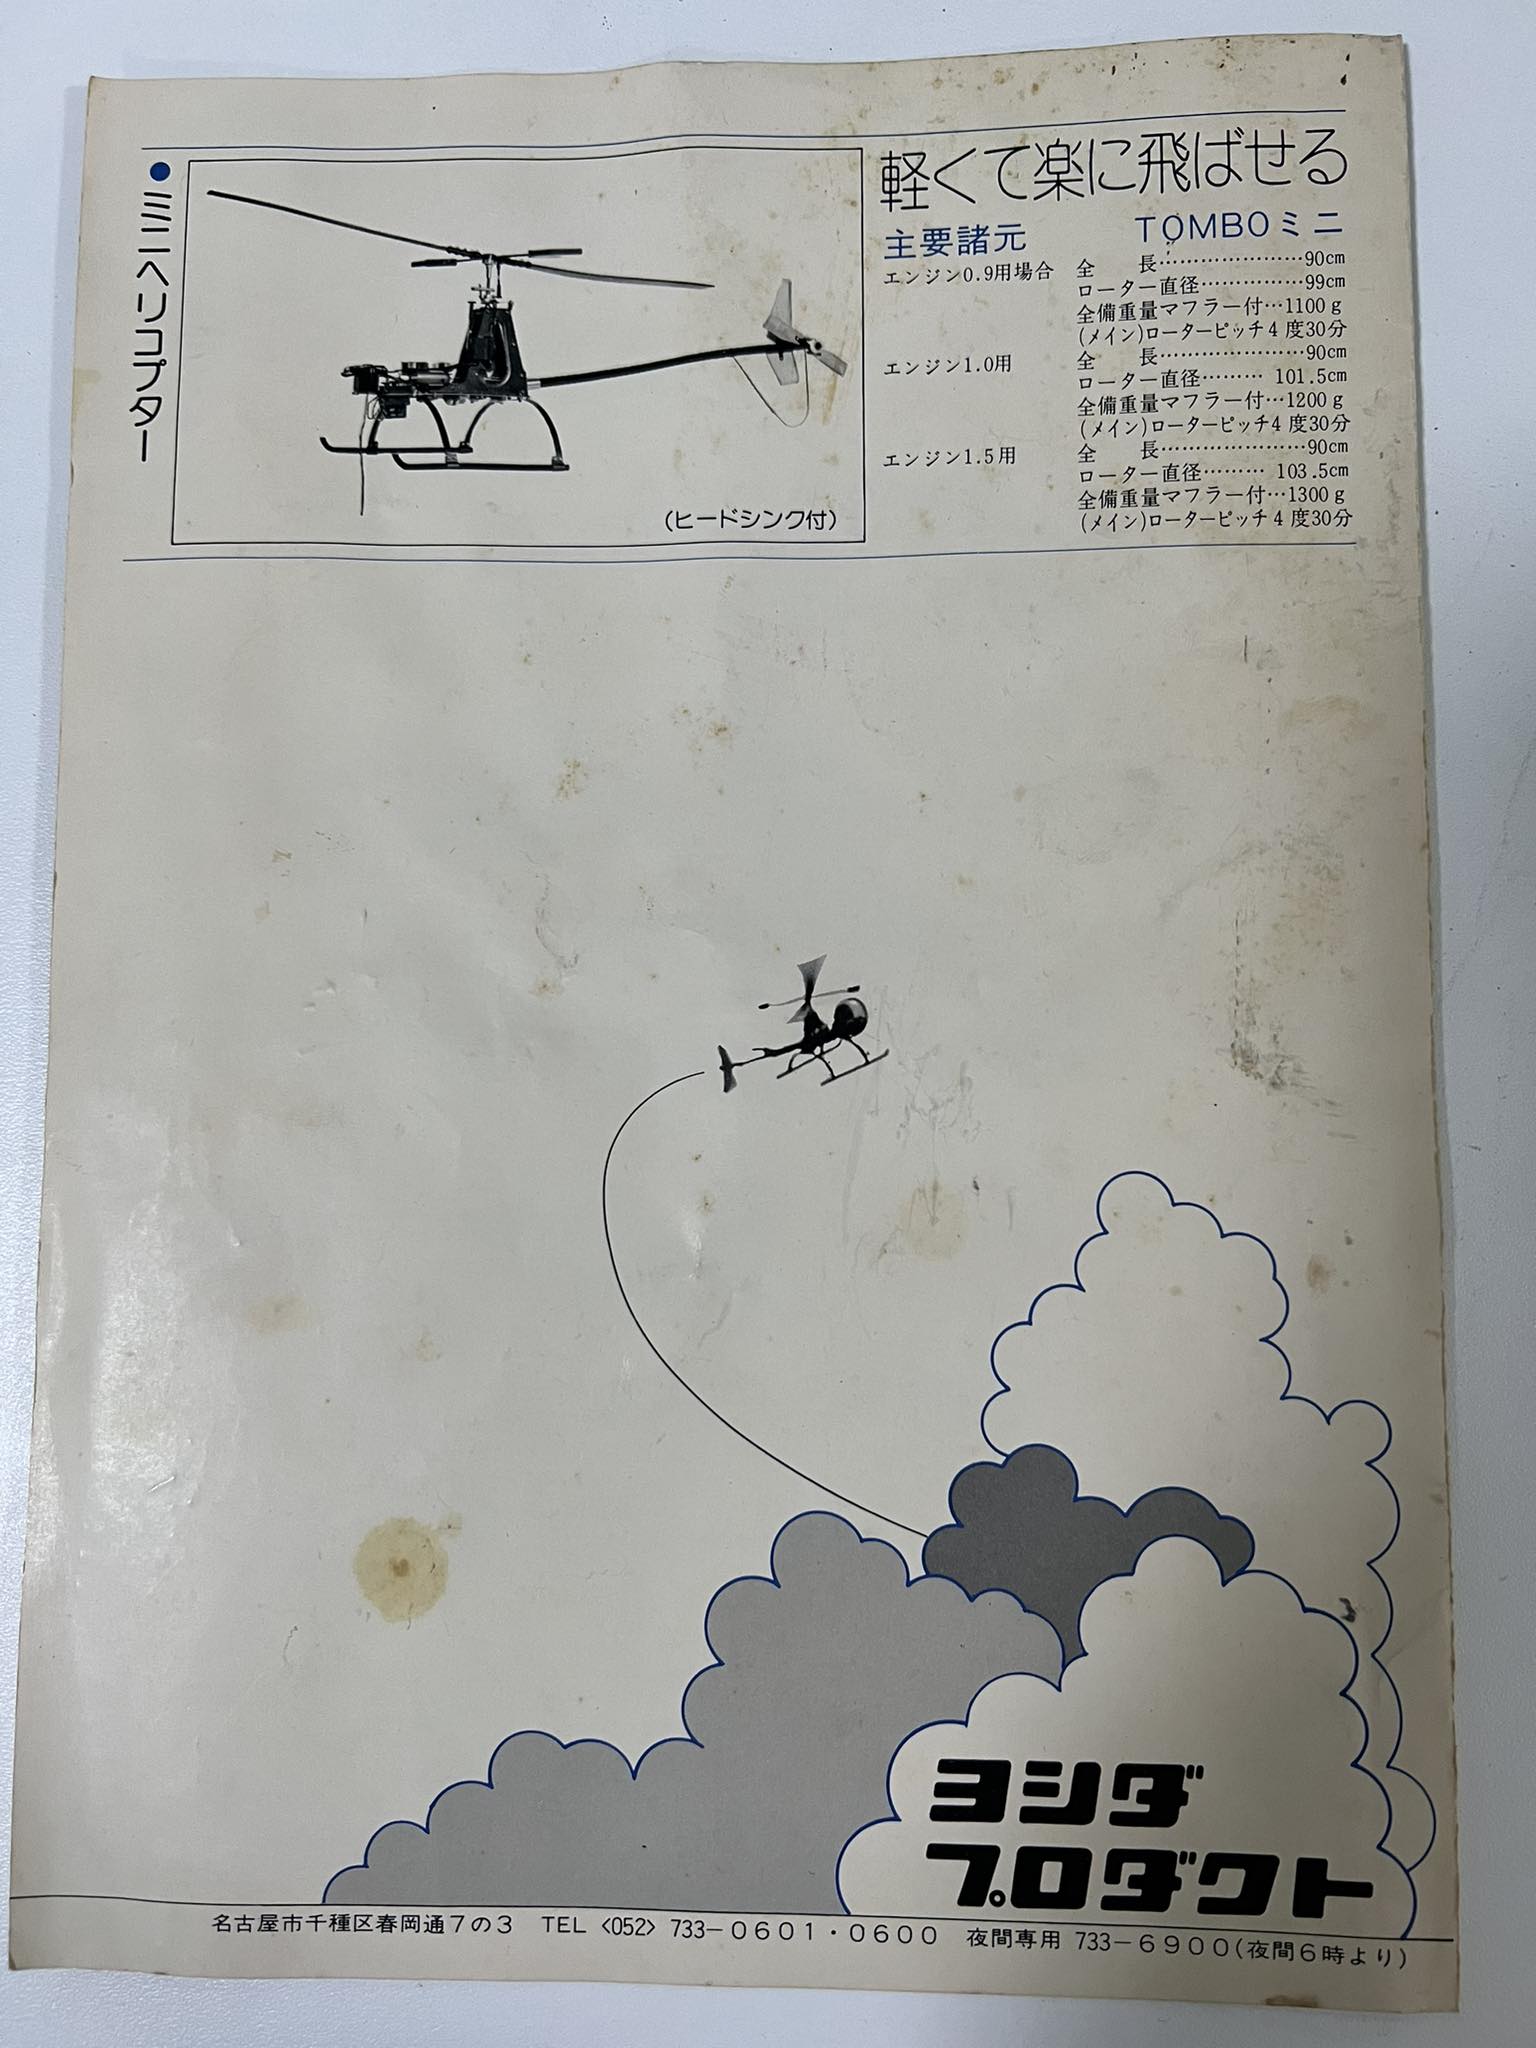 ●ミニヘリコプター
(ヒードシンク付)
軽くて楽に飛ばせる
主要諸元 TOMBOミニ
エンジン0.9用場合 全長……………………90cm
ローター直径……………99cm
全備重量マフラー付…1100g
(メイン)ローターピッチ4度30分
エンジン1.0用 全長……………………90cm
ローター直径……… 101.5cm
全備重量マフラー付…1200g
(メイン)ローターピッチ4度30分
エンジン1.5用 全長……………………90cm
ローター直径……… 103.5cm
全備重量マフラー付…1300g
(メイン)ローターピッチ4度30分
ヨシダ
プロダクト
名古屋市千種区春岡通7の3 TEL <052> 733-0601・0600 夜間専用 733-6900(夜間6時より)